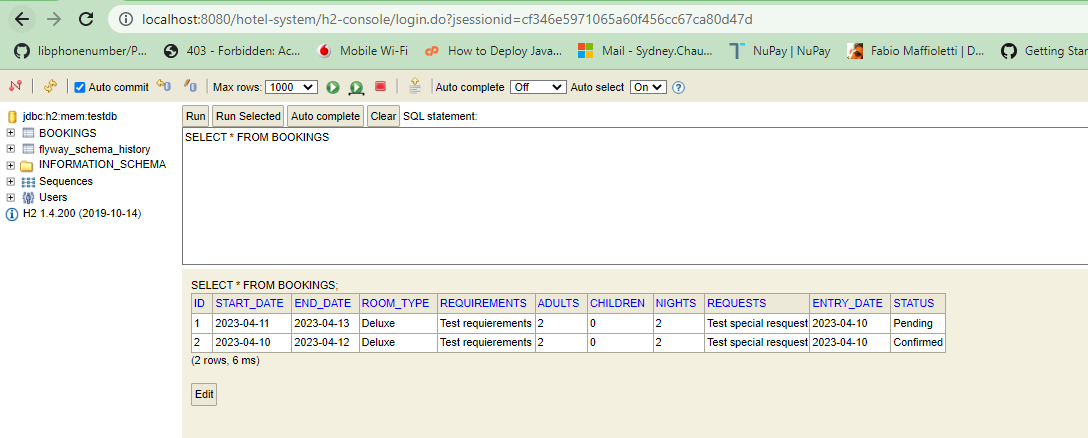 localhost:8080/hotel-system/h2-console/login.do?jsessionid=cf346e5971065a60f456cc67ca80d47d
libphonenumber/P... 403 - Forbidden: Ac... Mobile Wi-Fi How to Deploy Java... Mail - Sydney.Chau... NuPay | NuPay Fabio Maffioletti | D... Getting Star
Auto commit Max rows: 1000 Auto complete Off Auto select On
jdbc:h2:mem:testdb
BOOKINGS
flyway_schema_history
INFORMATION_SCHEMA
Sequences
Users
H2 1.4.200 (2019-10-14)
Run Run Selected Auto complete Clear SQL statement:
SELECT * FROM BOOKINGS
SELECT * FROM BOOKINGS;
ID START_DATE END_DATE ROOM_TYPE REQUIREMENTS ADULTS CHILDREN NIGHTS REQUESTS ENTRY_DATE STATUS
1 2023-04-11 2023-04-13 Deluxe Test requierements 2 0 2 Test special resquest 2023-04-10 Pending
2 2023-04-10 2023-04-12 Deluxe Test requierements 2 0 2 Test special resquest 2023-04-10 Confirmed
(2 rows, 6 ms)
Edit